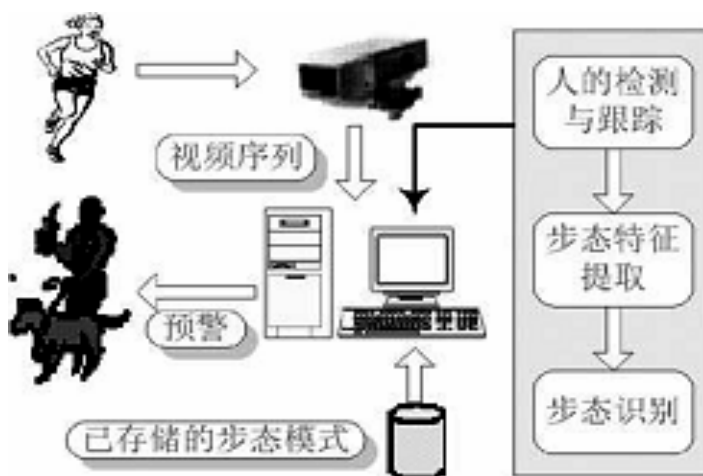 人的检测
与跟踪
视频序列
步态特征
提取
预警
步态识别
已存储的步态模式